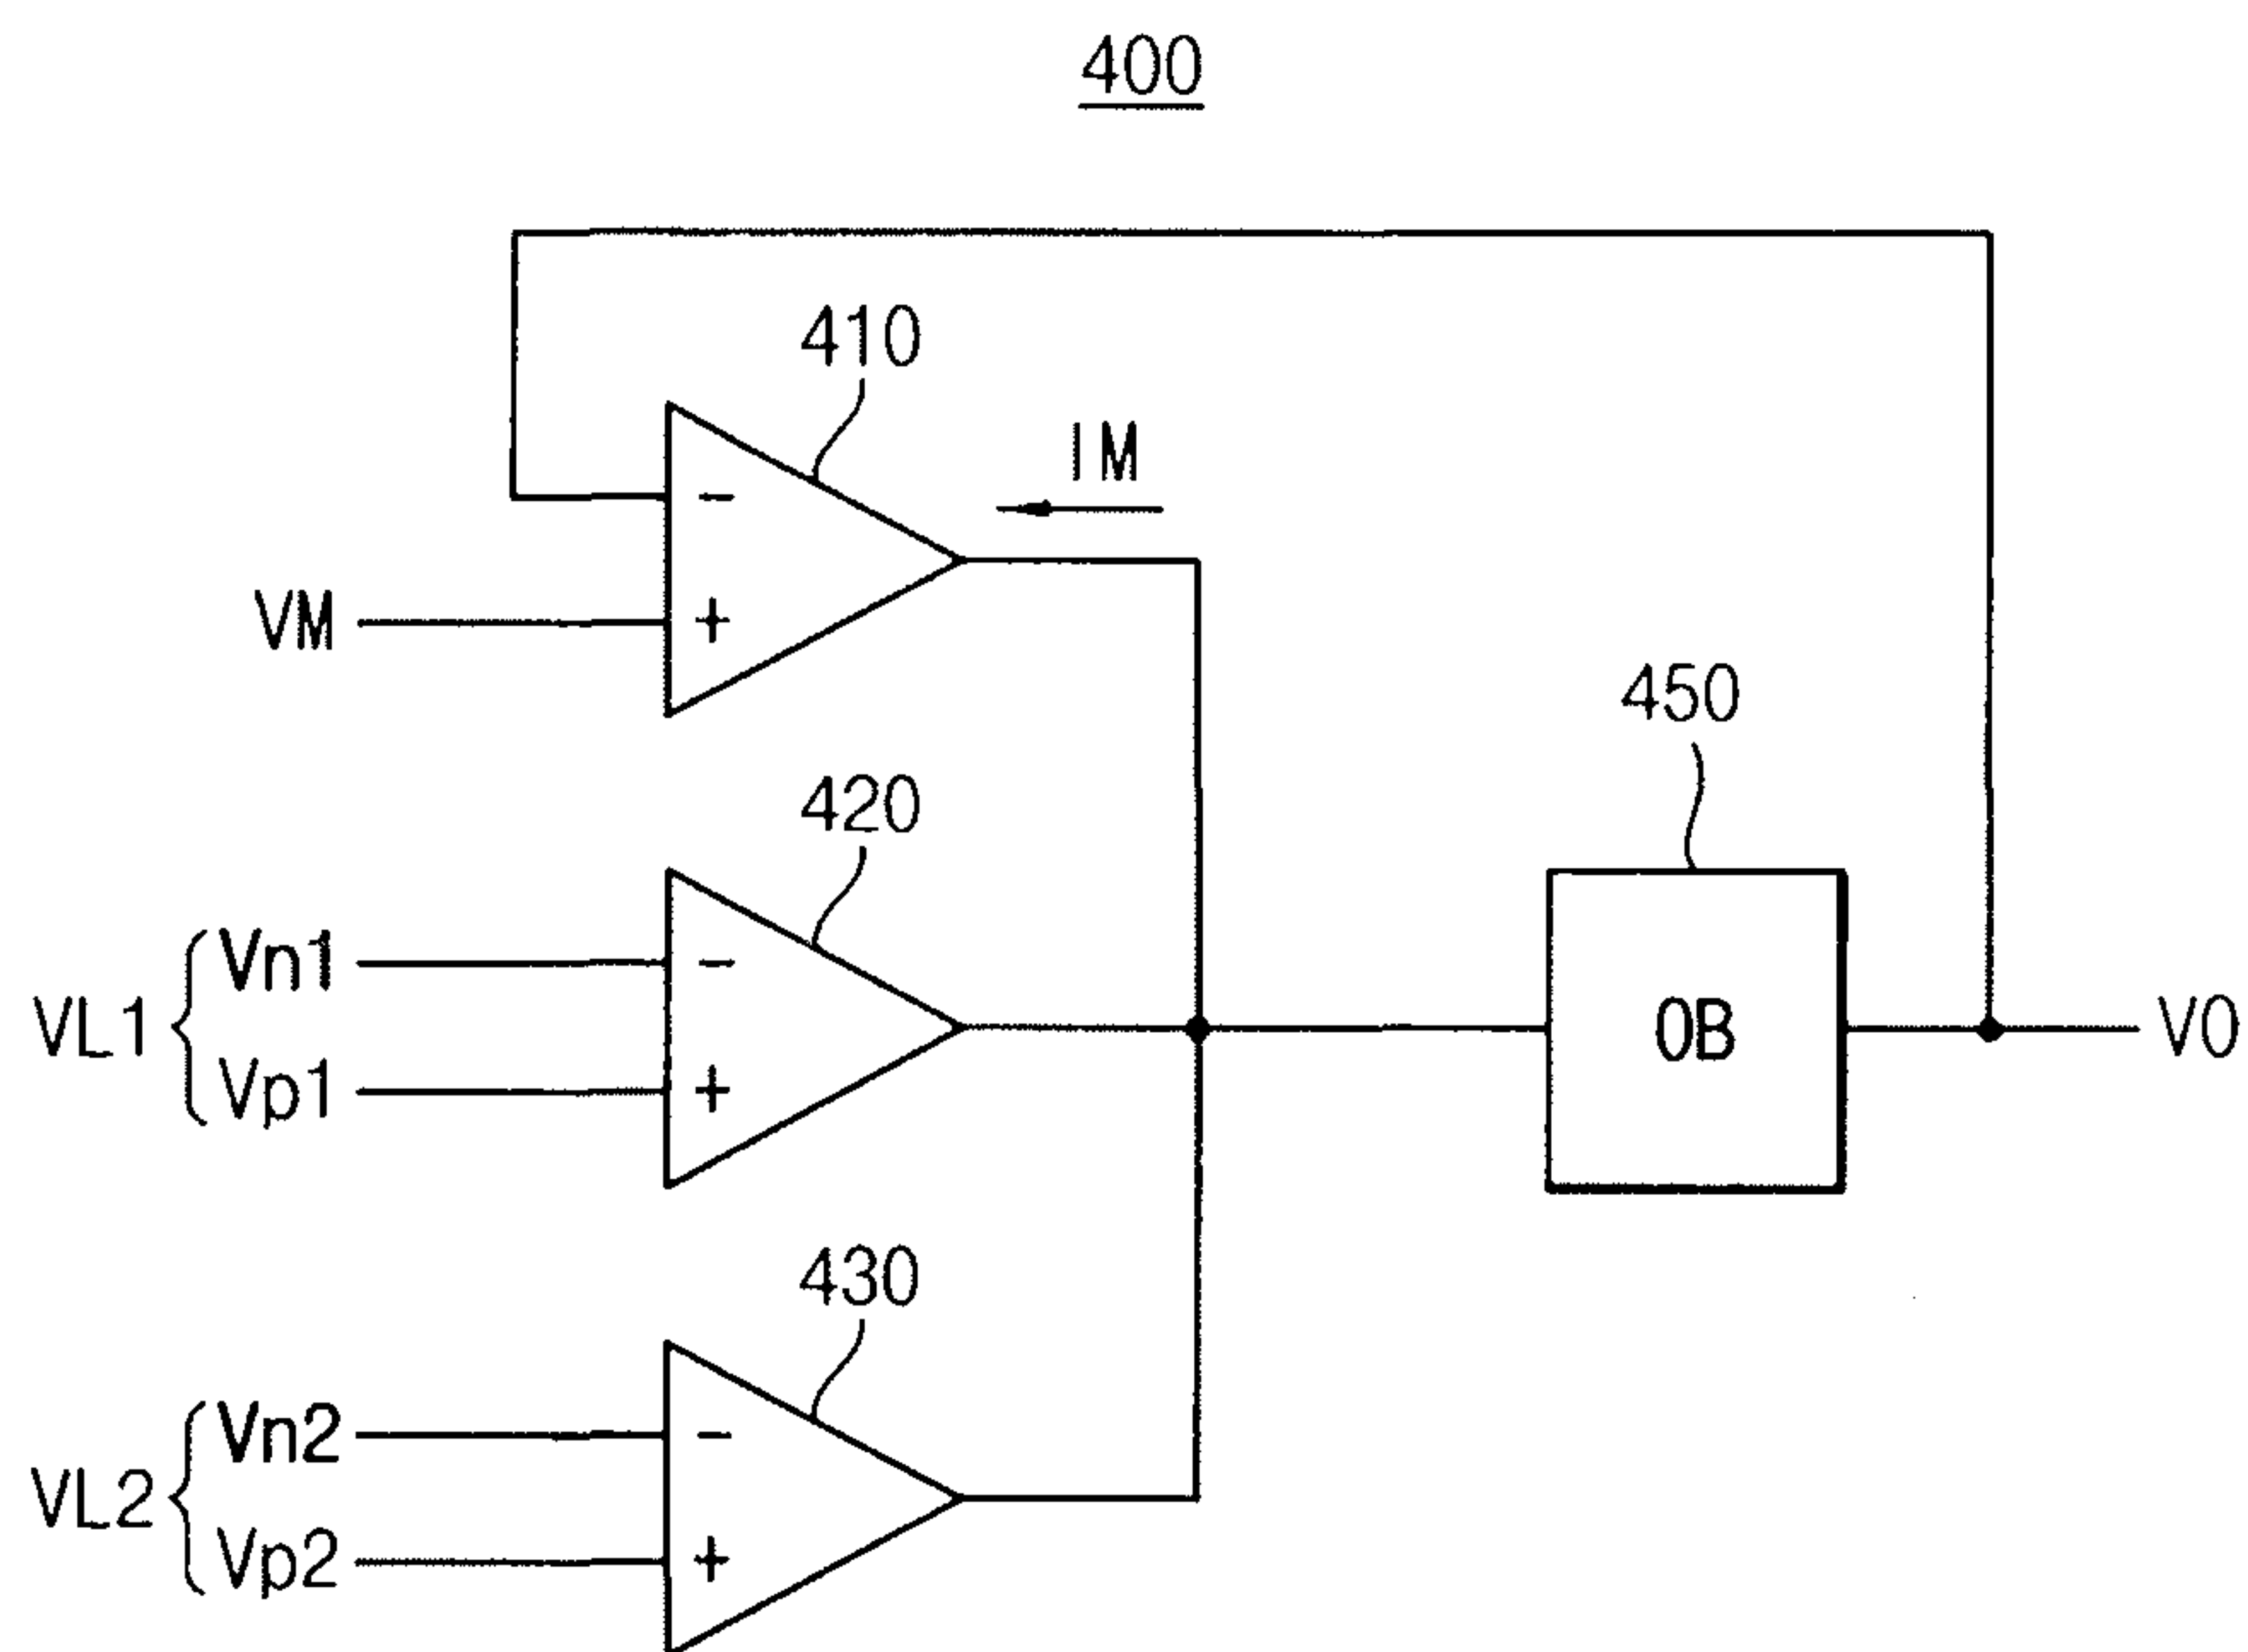 400
410
IM
-
+
VM
450
420
VL1
Vn1
Vp1
-
+
OB
VO
430
VL2
Vn2
Vp2
-
+